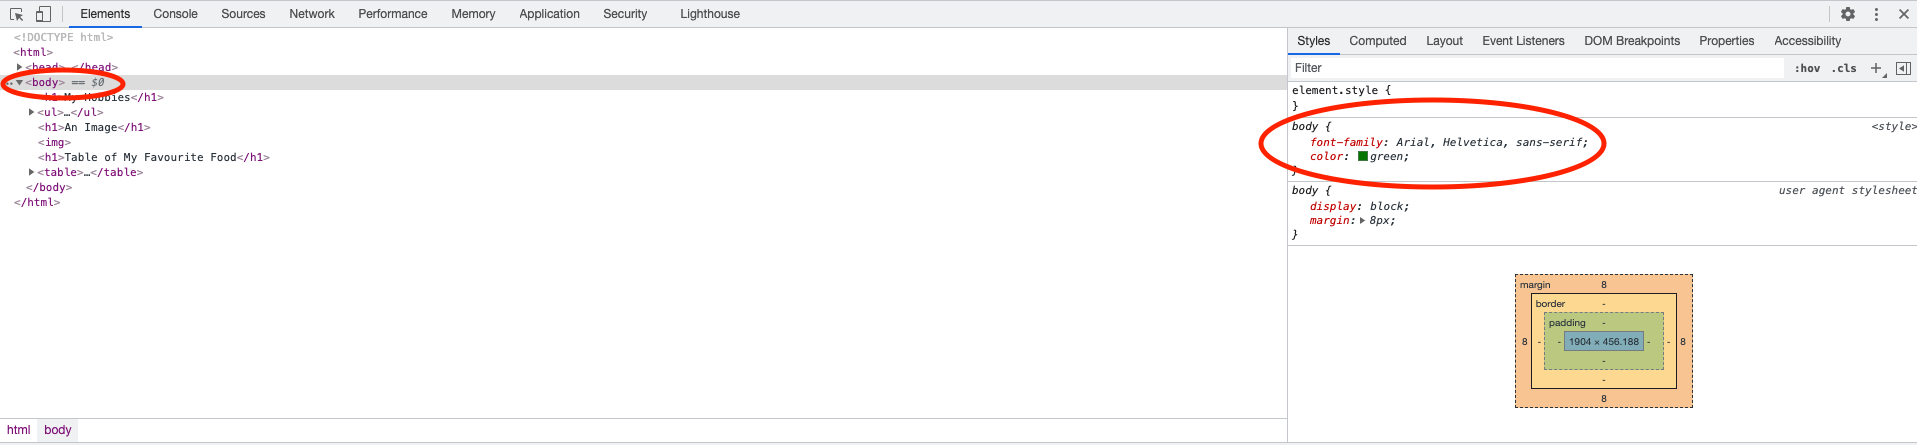 Elements Console Sources Network Performance Memory Application Security Lighthouse
<!DOCTYPE html>
<html>
<head>…</head>
<body> == $0
<h1>My Hobbies</h1>
<ul>…</ul>
<h1>An Image</h1>
<img>
<h1>Table of My Favourite Food</h1>
<table>…</table>
</body>
</html>
html body
Styles Computed Layout Event Listeners DOM Breakpoints Properties Accessibility
Filter :hov .cls +
element.style {
}
body { <style>
font-family: Arial, Helvetica, sans-serif;
color: green;
}
body { user agent stylesheet
display: block;
margin: 8px;
}
margin 8
border -
padding -
8 - - 1904 × 456.188 - - 8
-
-
8